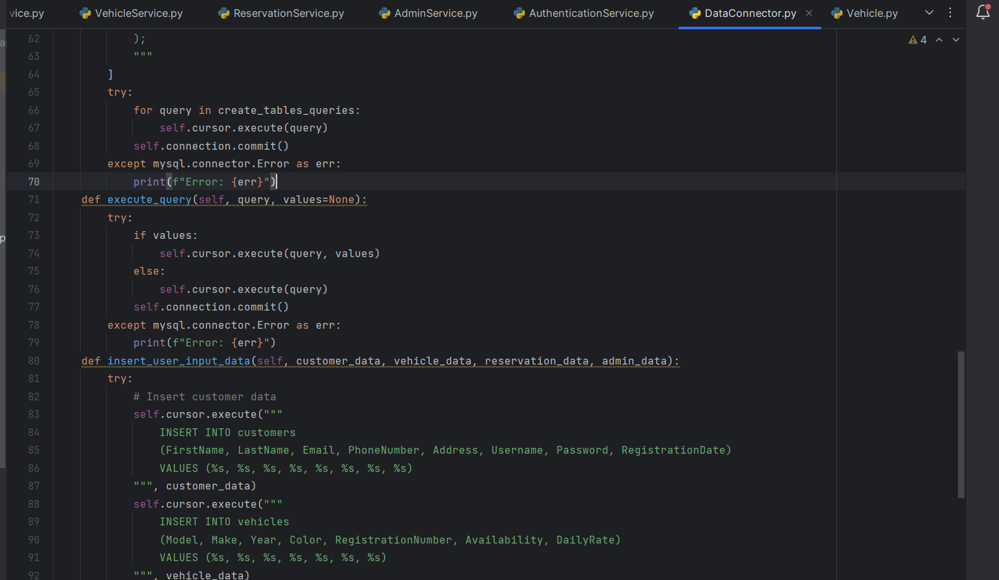 vice.py VehicleService.py ReservationService.py AdminService.py AuthenticationService.py DataConnector.py Vehicle.py
4
62 );
63 """
64 ]
65 try:
66 for query in create_tables_queries:
67 self.cursor.execute(query)
68 self.connection.commit()
69 except mysql.connector.Error as err:
70 print(f"Error: {err}")
71 def execute_query(self, query, values=None):
72 try:
73 if values:
74 self.cursor.execute(query, values)
75 else:
76 self.cursor.execute(query)
77 self.connection.commit()
78 except mysql.connector.Error as err:
79 print(f"Error: {err}")
80 def insert_user_input_data(self, customer_data, vehicle_data, reservation_data, admin_data):
81 try:
82 # Insert customer data
83 self.cursor.execute("""
84 INSERT INTO customers
85 (FirstName, LastName, Email, PhoneNumber, Address, Username, Password, RegistrationDate)
86 VALUES (%s, %s, %s, %s, %s, %s, %s, %s)
87 """, customer_data)
88 self.cursor.execute("""
89 INSERT INTO vehicles
90 (Model, Make, Year, Color, RegistrationNumber, Availability, DailyRate)
91 VALUES (%s, %s, %s, %s, %s, %s, %s)
92 """, vehicle_data)